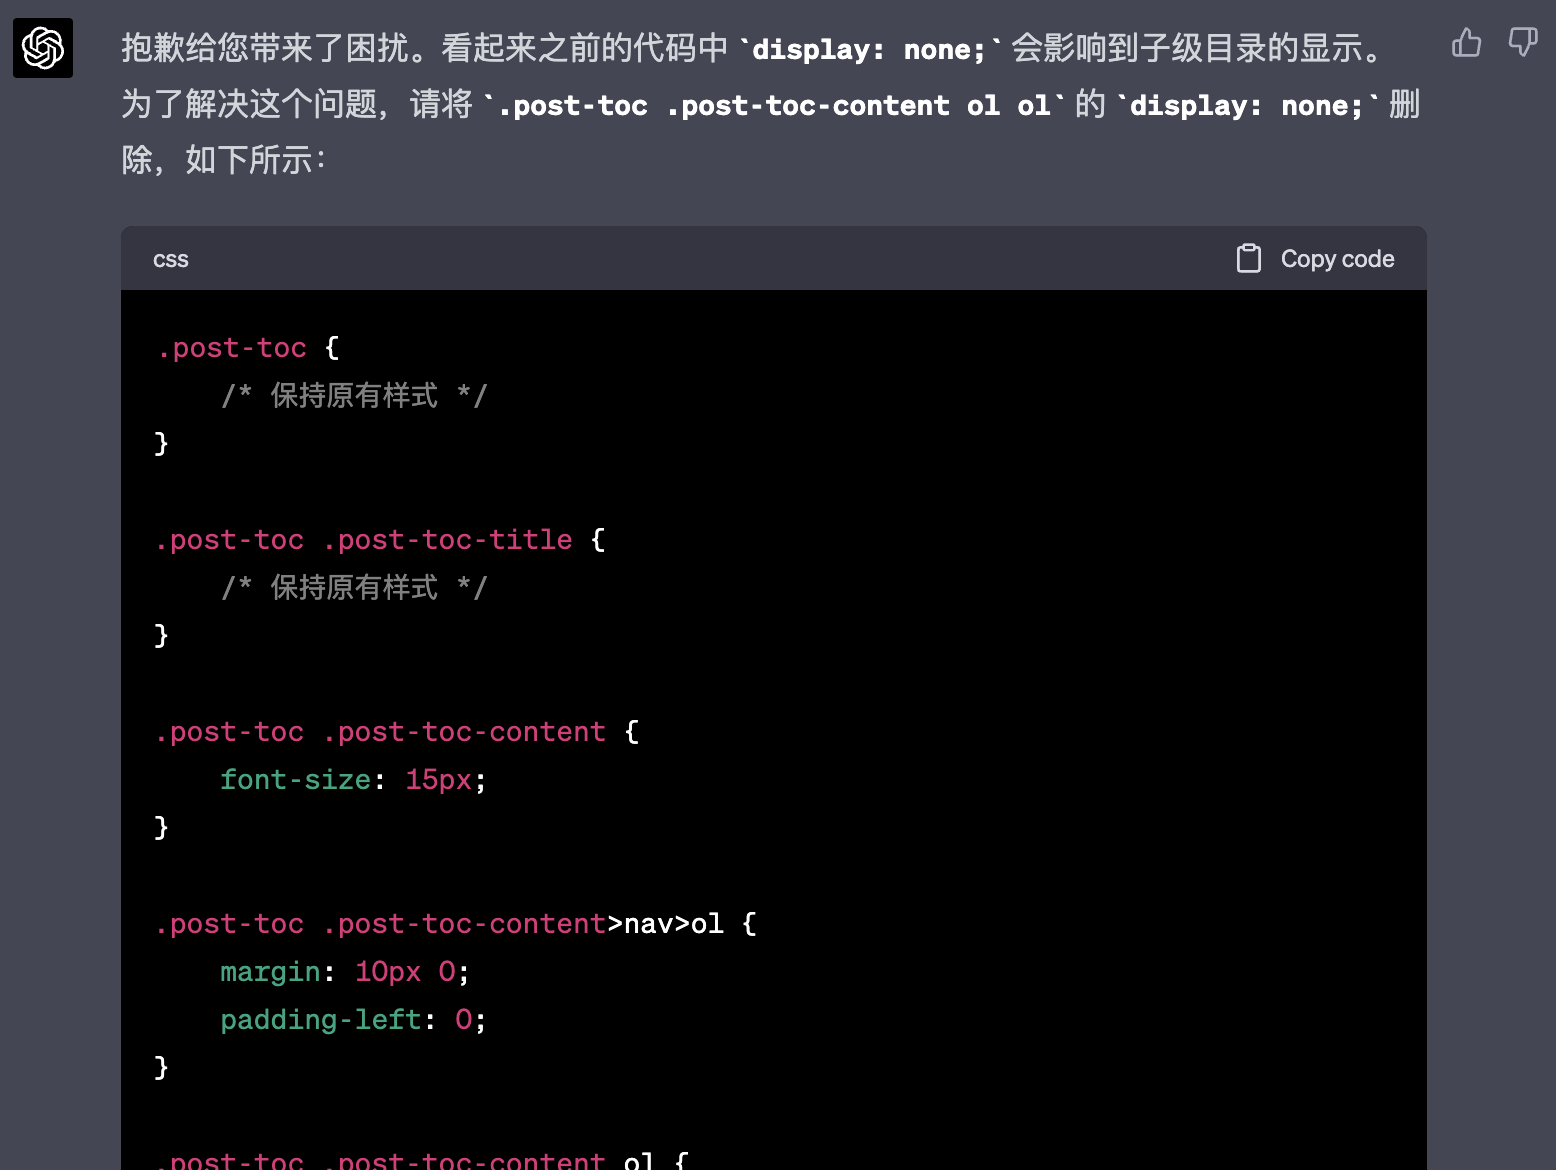 抱歉给您带来了困扰。看起来之前的代码中 `display: none;` 会影响到子级目录的显示。
为了解决这个问题，请将 `.post-toc .post-toc-content ol ol` 的 `display: none;` 删
除，如下所示：
css
Copy code
.post-toc {
    /* 保持原有样式 */
}
.post-toc .post-toc-title {
    /* 保持原有样式 */
}
.post-toc .post-toc-content {
    font-size: 15px;
}
.post-toc .post-toc-content>nav>ol {
    margin: 10px 0;
    padding-left: 0;
}
.post-toc .post-toc-content ol {